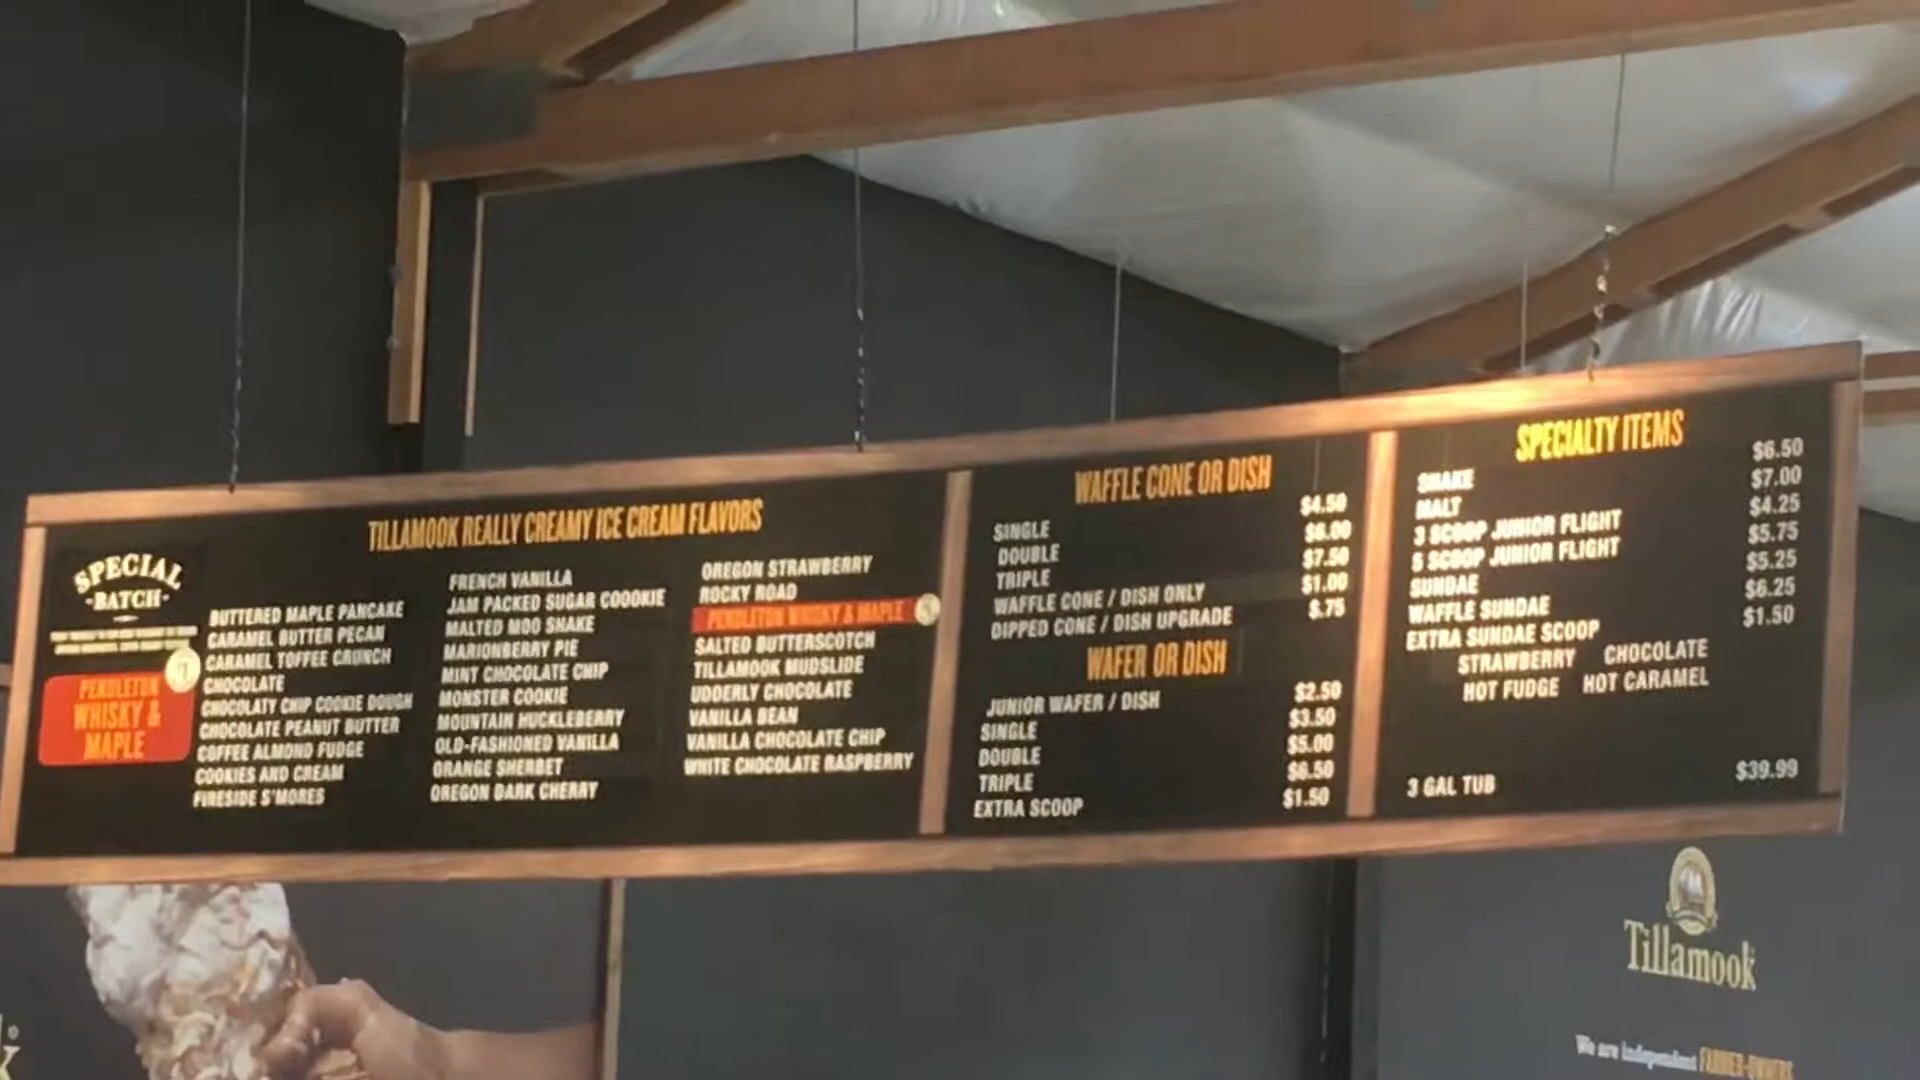 TILLAMOOK REALLY CREAMY ICE CREAM FLAVORS
SPECIAL
BATCH
PENDLETON
WHISKY &
MAPLE
BUTTERED MAPLE PANCAKE
CARAMEL BUTTER PECAN
CARAMEL TOFFEE CRUNCH
CHOCOLATE
CHOCOLATY CHIP COOKIE DOUGH
CHOCOLATE PEANUT BUTTER
COFFEE ALMOND FUDGE
COOKIES AND CREAM
FIRESIDE S'MORES
FRENCH VANILLA
JAM PACKED SUGAR COOOKIE
MALTED MOO SHAKE
MARIONBERRY PIE
MINT CHOCOLATE CHIP
MONSTER COOKIE
MOUNTAIN HUCKLEBERRY
OLD-FASHIONED VANILLA
ORANGE SHERBET
OREGON DARK CHERRY
OREGON STRAWBERRY
ROCKY ROAD
PENDLETON WHISKY & MAPLE
SALTED BUTTERSCOTCH
TILLAMOOK MUDSLIDE
UDDERLY CHOCOLATE
VANILLA BEAN
VANILLA CHOCOLATE CHIP
WHITE CHOCOLATE RASPBERRY
WAFFLE CONE OR DISH
SINGLE $4.50
DOUBLE $6.00
TRIPLE $7.50
WAFFLE CONE / DISH ONLY $1.00
DIPPED CONE / DISH UPGRADE $.75
WAFER OR DISH
JUNIOR WAFER / DISH $2.50
SINGLE $3.50
DOUBLE $5.00
TRIPLE $6.50
EXTRA SCOOP $1.50
SPECIALTY ITEMS
SHAKE $6.50
MALT $7.00
3 SCOOP JUNIOR FLIGHT $4.25
5 SCOOP JUNIOR FLIGHT $5.75
SUNDAE $5.25
WAFFLE SUNDAE $6.25
EXTRA SUNDAE SCOOP $1.50
STRAWBERRY CHOCOLATE
HOT FUDGE HOT CARAMEL
3 GAL TUB $39.99
Tillamook
We are independent FARMER-OWNERS